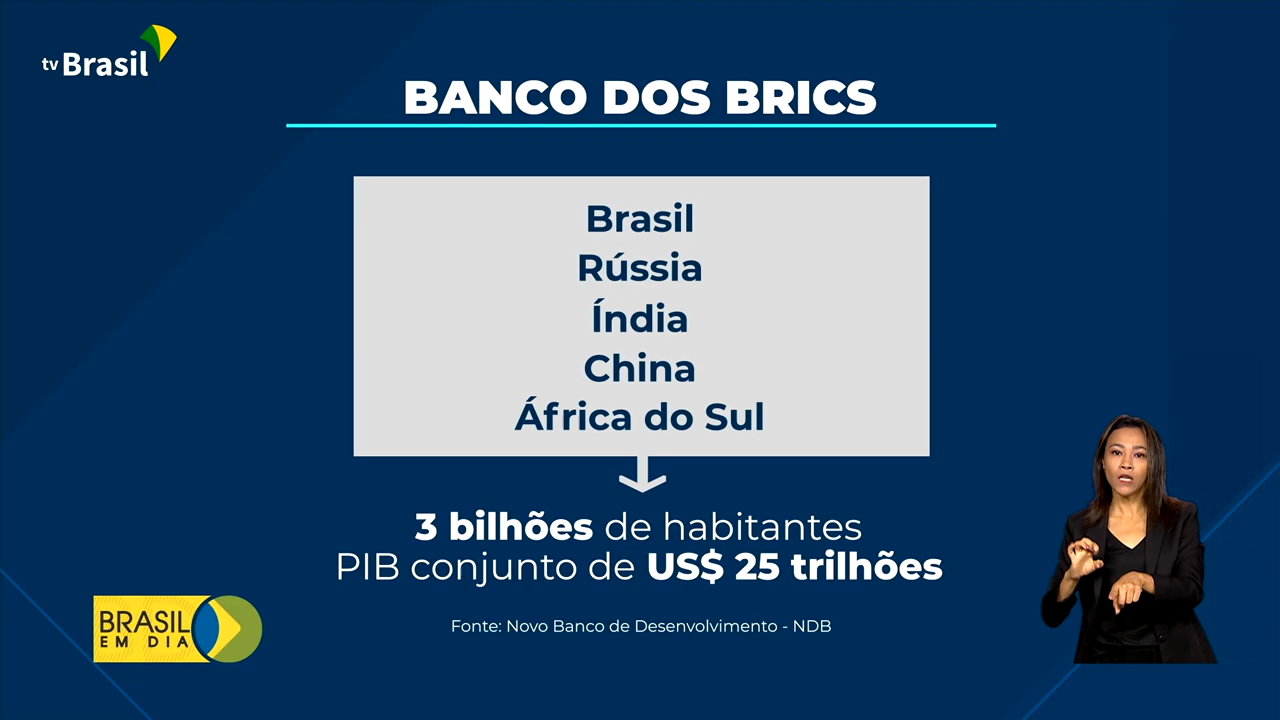 tv Brasil
BANCO DOS BRICS
Brasil
Rússia
Índia
China
África do Sul
3 bilhões de habitantes
PIB conjunto de US$ 25 trilhões
Fonte: Novo Banco de Desenvolvimento - NDB
BRASIL
EM DIA